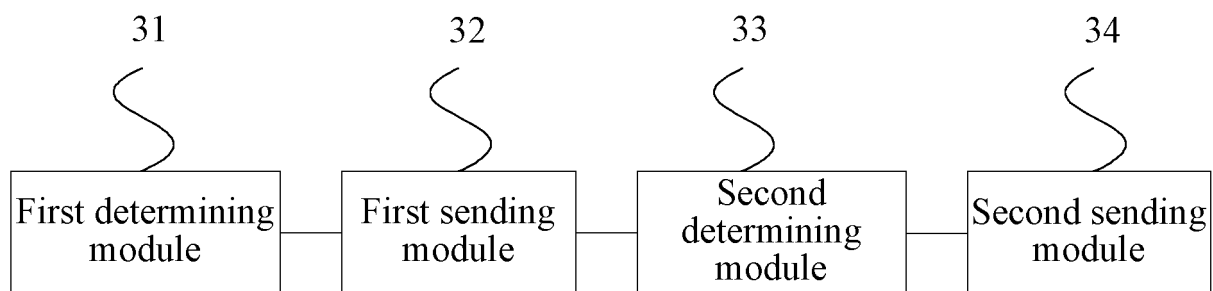 31
32
33
34
First determining
module
First sending
module
Second
determining
module
Second sending
module